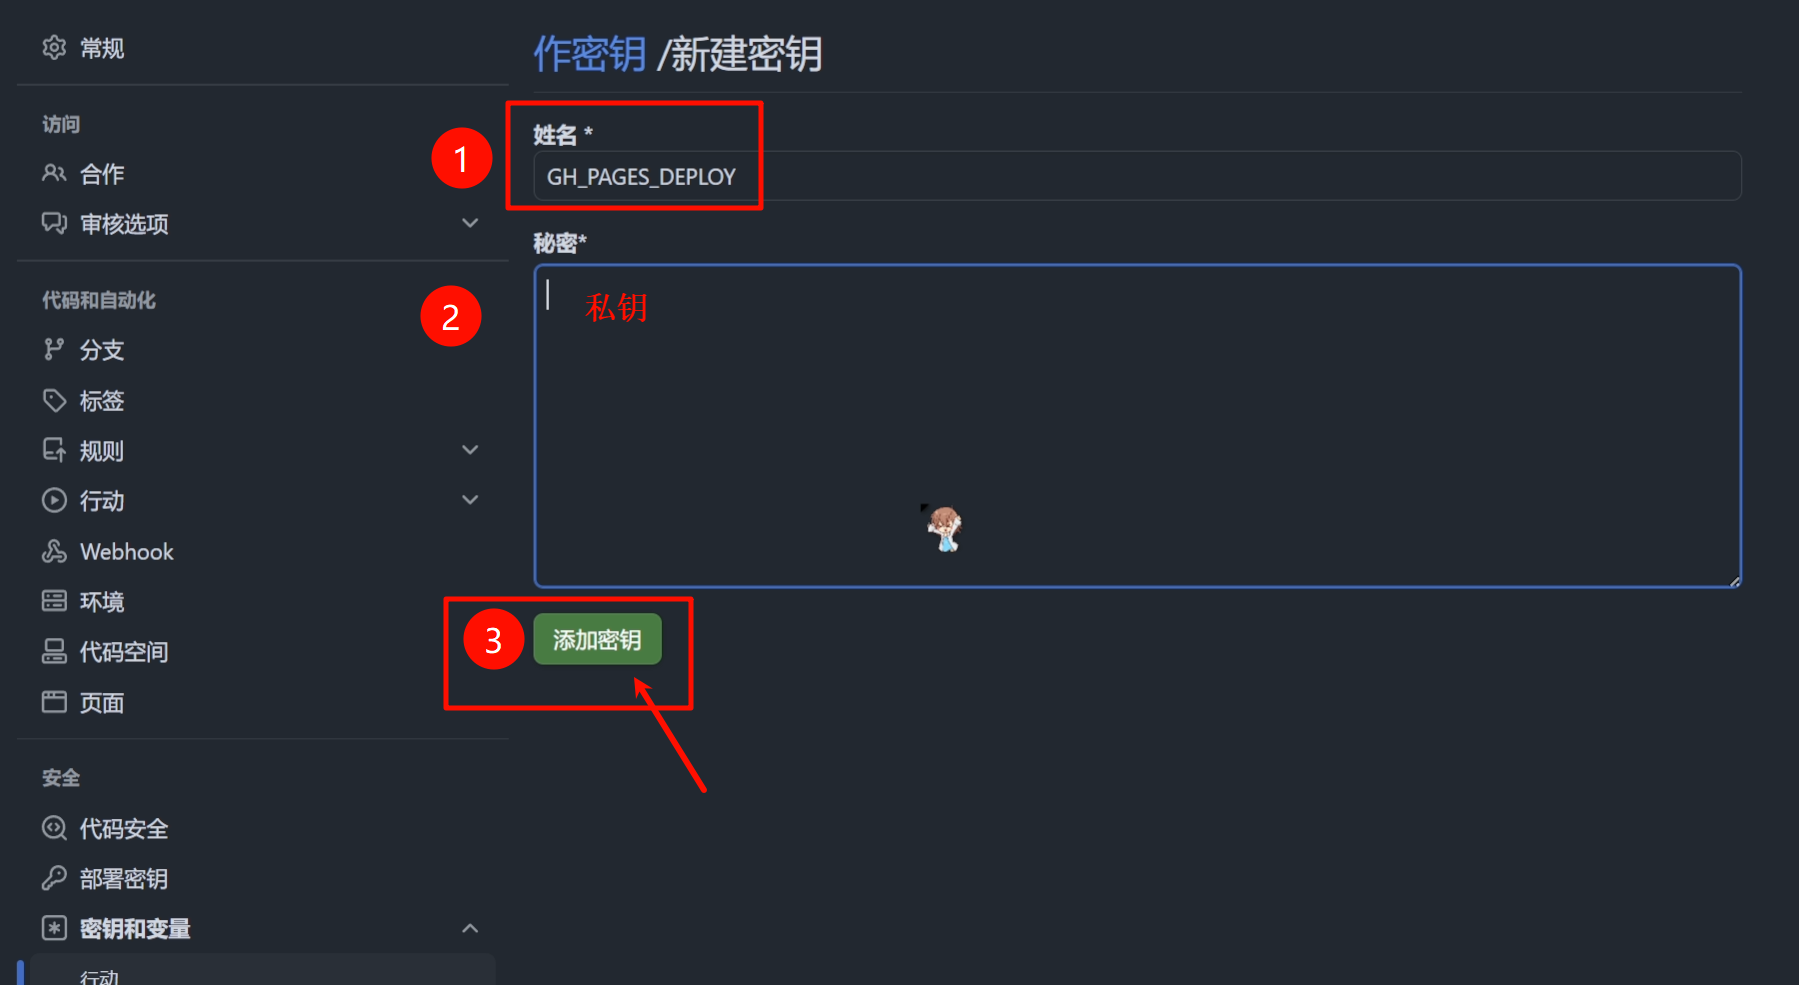 常规
访问
合作
审核选项
代码和自动化
分支
标签
规则
行动
Webhook
环境
代码空间
页面
安全
代码安全
部署密钥
密钥和变量
行动
作密钥 /新建密钥
1
姓名 *
GH_PAGES_DEPLOY
秘密*
2
私钥
3
添加密钥